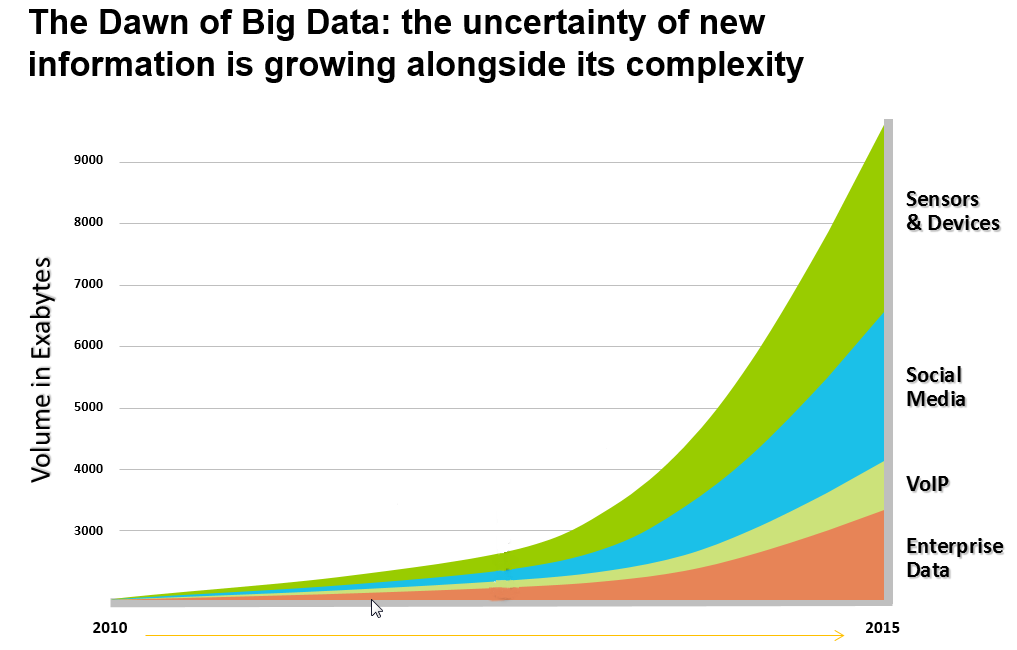 The Dawn of Big Data: the uncertainty of new
information is growing alongside its complexity
9000
8000
7000
6000
5000
4000
3000
Volume in Exabytes
Sensors
& Devices
Social
Media
VoIP
Enterprise
Data
2010
2015